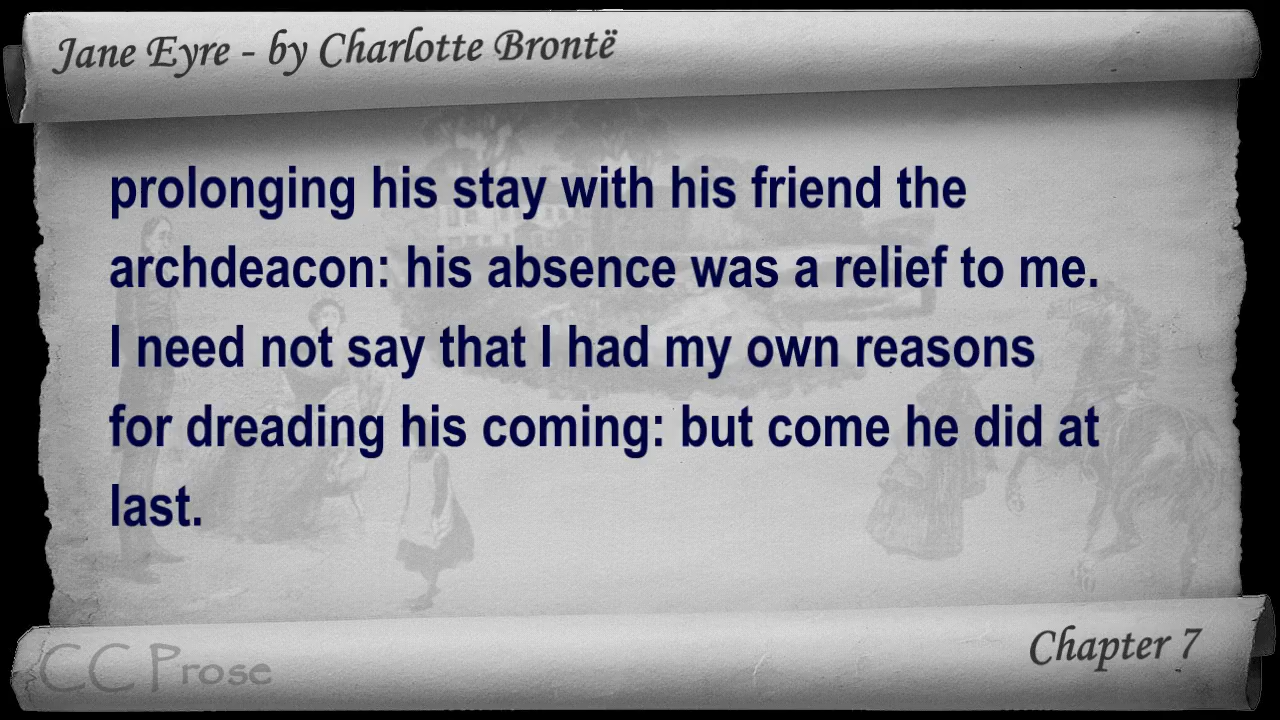 Jane Eyre - by Charlotte Brontë
prolonging his stay with his friend the
archdeacon: his absence was a relief to me.
I need not say that I had my own reasons
for dreading his coming: but come he did at
last.
Chapter 7
CC Prose